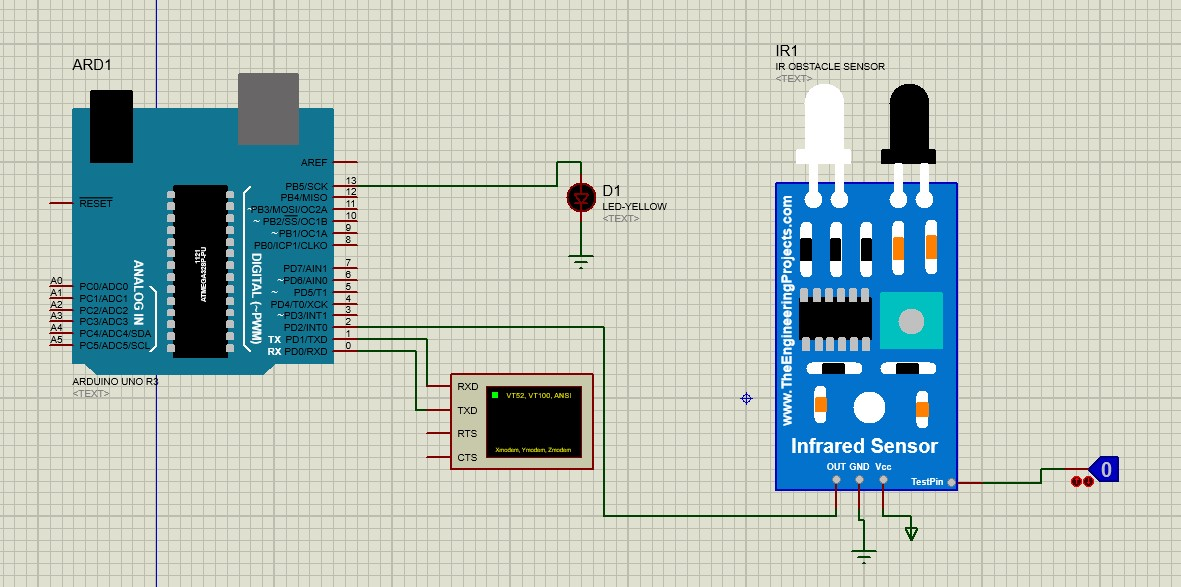 ARD1
RESET
A0
A1
A2
A3
A4
A5
PC0/ADC0
PC1/ADC1
PC2/ADC2
PC3/ADC3
PC4/ADC4/SDA
PC5/ADC5/SCL
ANALOG IN
1121
ATMEGA328P-PU
DIGITAL (~PWM)
AREF
PB5/SCK 13
PB4/MISO 12
~PB3/MOSI/OC2A 11
~ PB2/SS/OC1B 10
~ PB1/OC1A 9
PB0/ICP1/CLKO 8
PD7/AIN1 7
~PD6/AIN0 6
~ PD5/T1 5
PD4/T0/XCK 4
~PD3/INT1 3
PD2/INT0 2
TX PD1/TXD 1
RX PD0/RXD 0
ARDUINO UNO R3
<TEXT>
RXD
TXD
RTS
CTS
VT52, VT100, ANSI
Xmodem, Ymodem, Zmodem
D1
LED-YELLOW
<TEXT>
IR1
IR OBSTACLE SENSOR
<TEXT>
www.TheEngineeringProjects.com
Infrared Sensor
OUT GND Vcc
TestPin
0